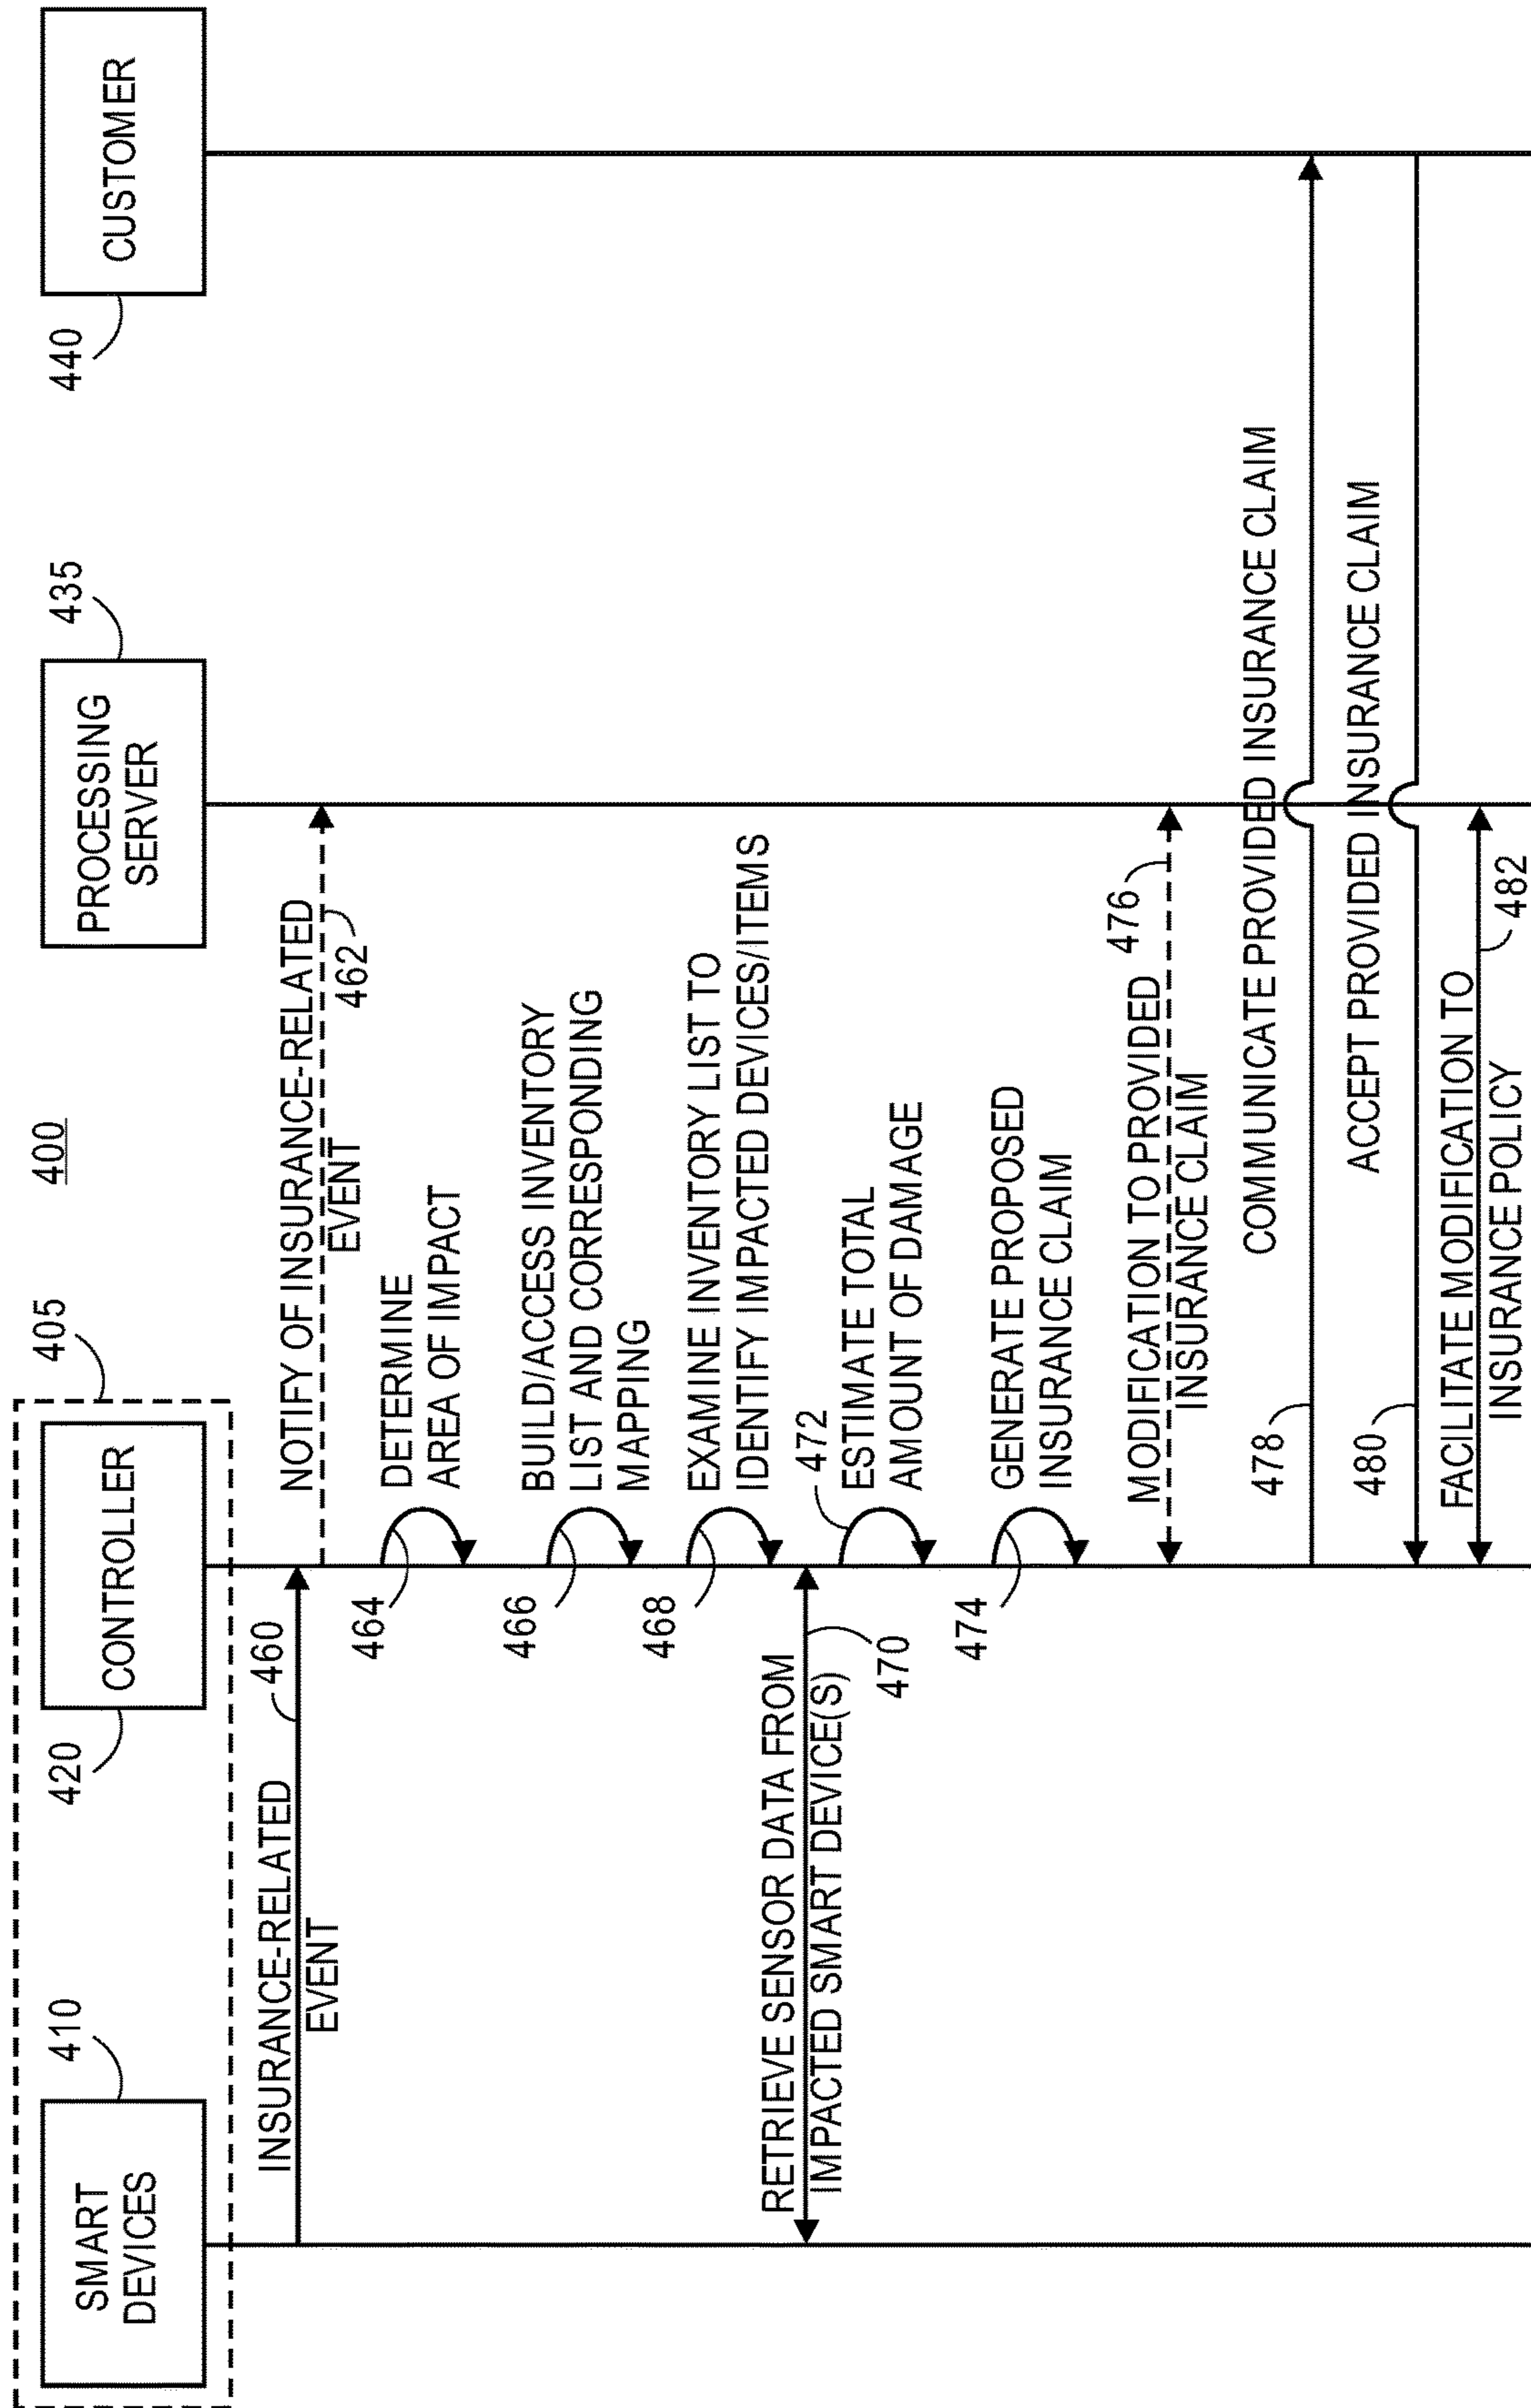 400
405
SMART
DEVICES
410
CONTROLLER
420
PROCESSING
SERVER
435
CUSTOMER
440
INSURANCE-RELATED
EVENT
460
NOTIFY OF INSURANCE-RELATED
EVENT
462
DETERMINE
AREA OF IMPACT
464
BUILD/ACCESS INVENTORY
LIST AND CORRESPONDING
MAPPING
466
EXAMINE INVENTORY LIST TO
IDENTIFY IMPACTED DEVICES/ITEMS
468
RETRIEVE SENSOR DATA FROM
IMPACTED SMART DEVICE(S)
470
472
ESTIMATE TOTAL
AMOUNT OF DAMAGE
GENERATE PROPOSED
INSURANCE CLAIM
474
MODIFICATION TO PROVIDED
INSURANCE CLAIM
476
COMMUNICATE PROVIDED INSURANCE CLAIM
478
ACCEPT PROVIDED INSURANCE CLAIM
480
FACILITATE MODIFICATION TO
INSURANCE POLICY
482